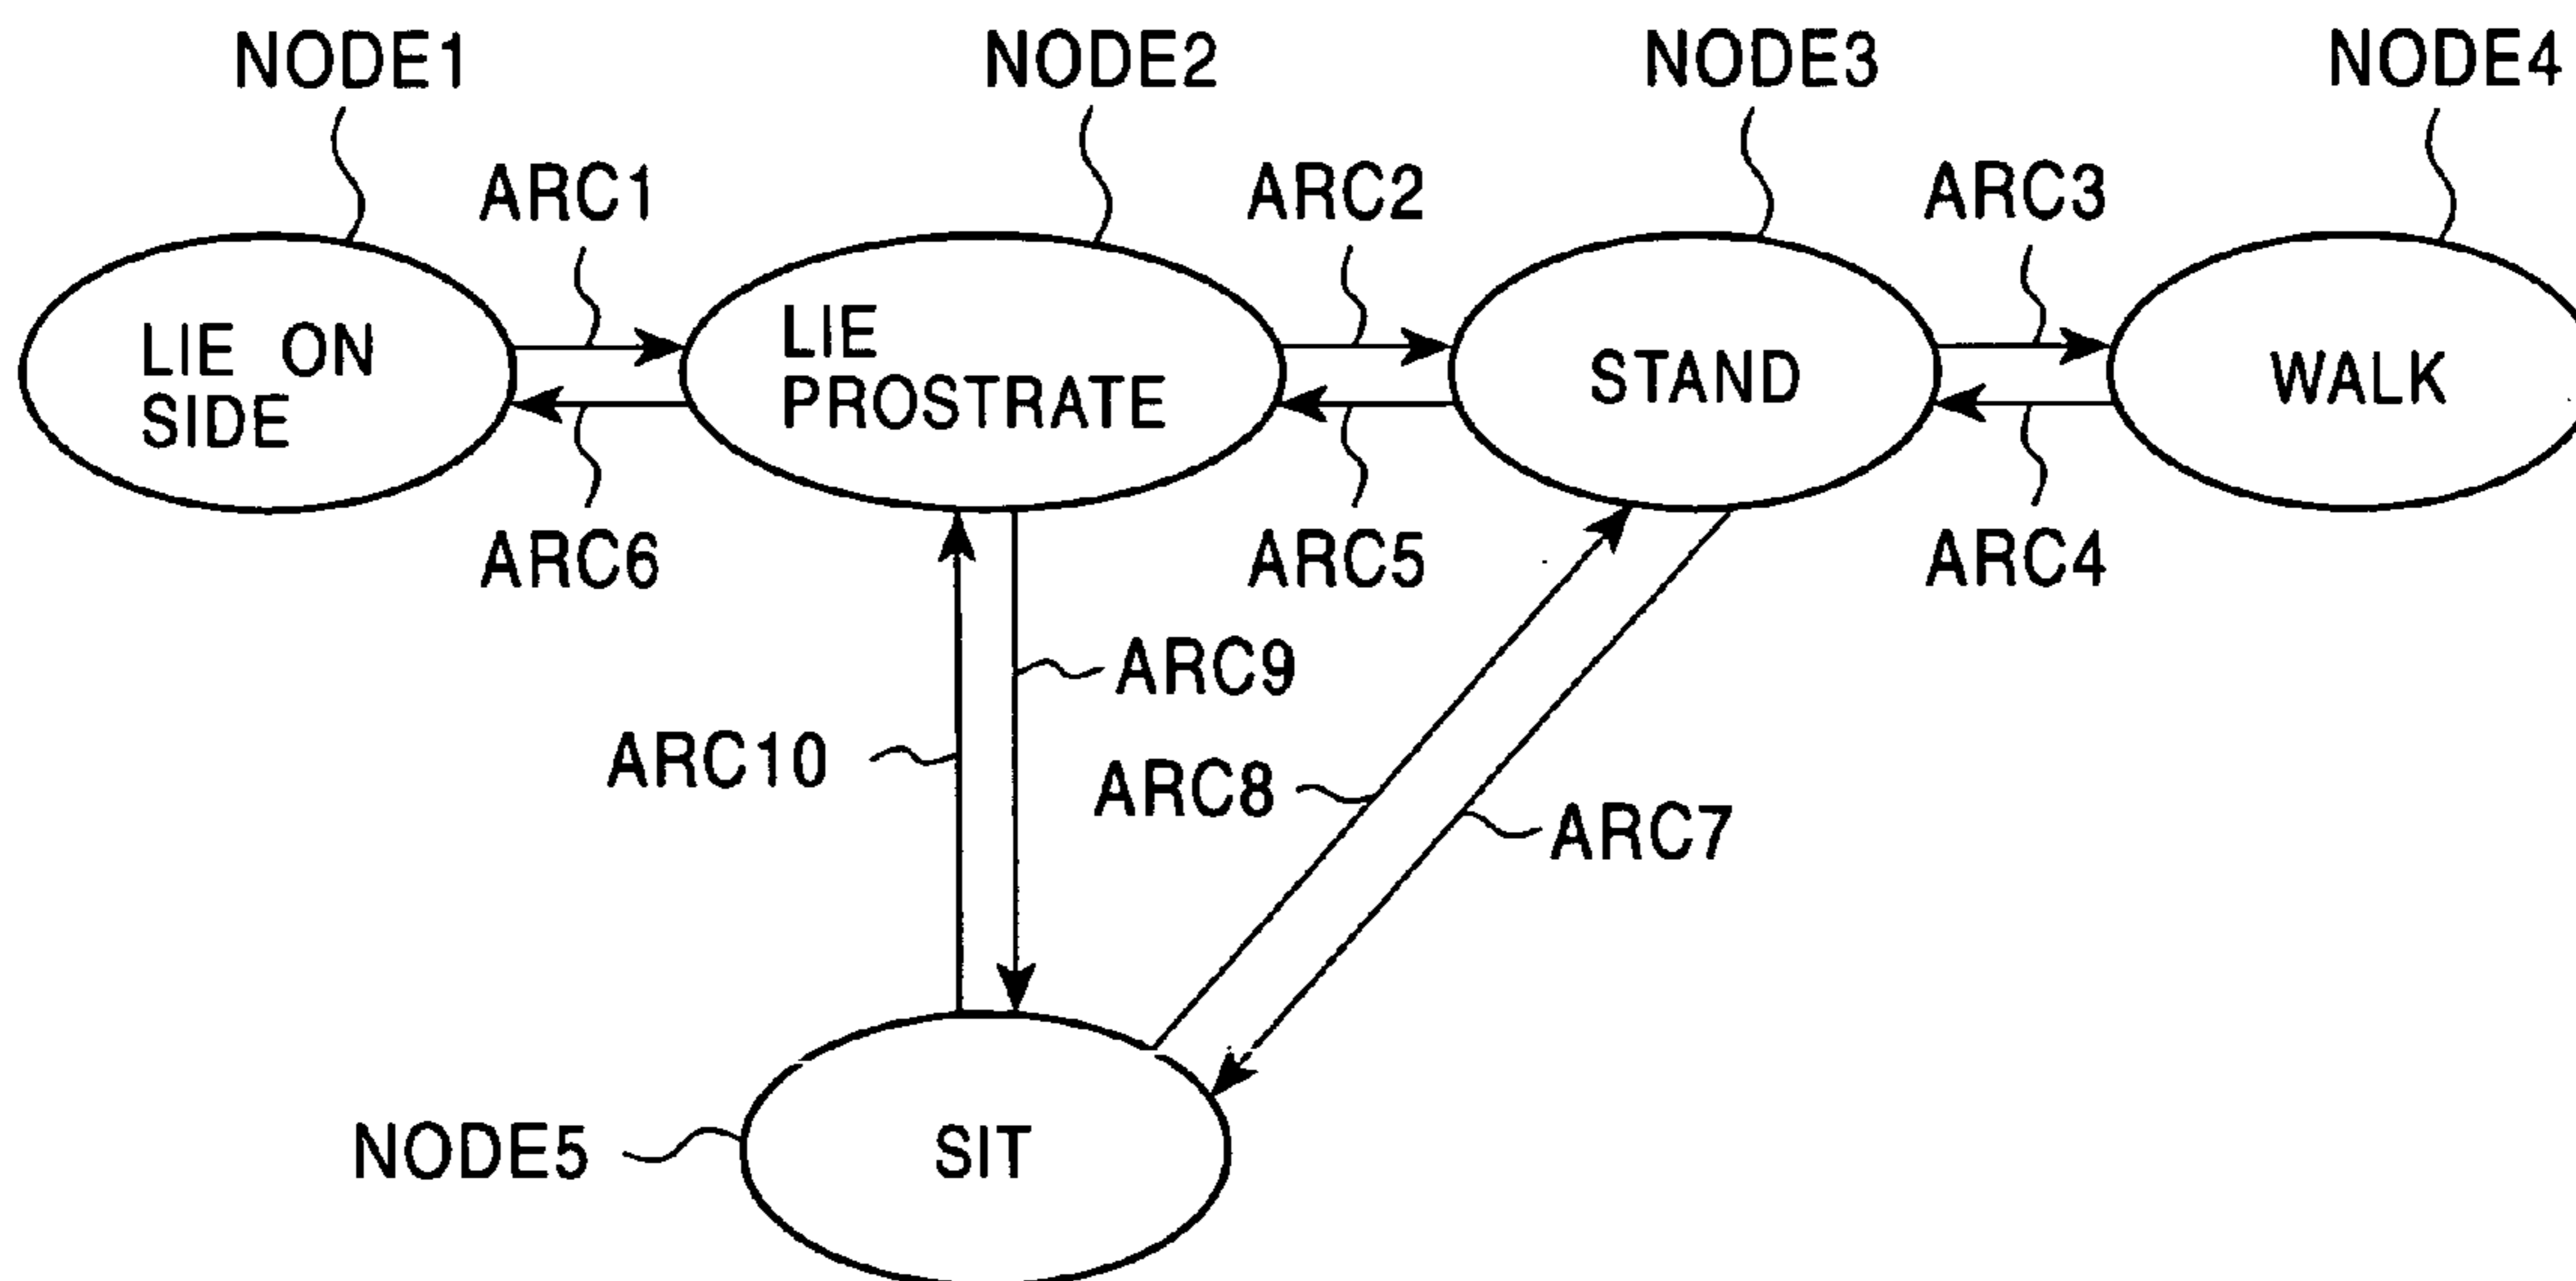 NODE1
NODE2
NODE3
NODE4
ARC1
ARC2
ARC3
LIE ON
SIDE
LIE
PROSTRATE
STAND
WALK
ARC6
ARC5
ARC4
ARC9
ARC10
ARC8
ARC7
NODE5
SIT